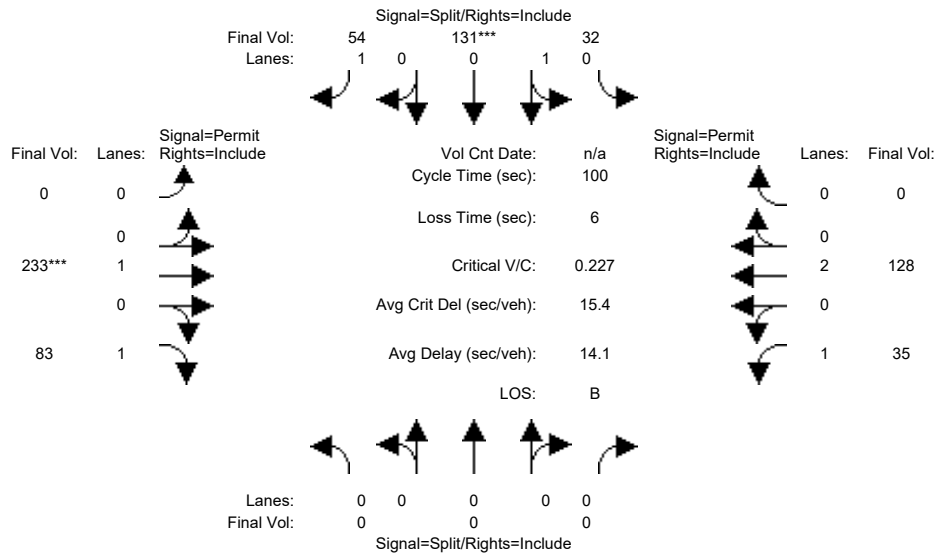 Signal=Split/Rights=Include
Final Vol: 54 131*** 32
Lanes: 1 0 0 1 0
Signal=Permit
Final Vol: Lanes: Rights=Include
Vol Cnt Date: n/a
Signal=Permit
Rights=Include Lanes: Final Vol:
Cycle Time (sec): 100
0 0 0 0
Loss Time (sec): 6
0 0
233*** 1 Critical V/C: 0.227 2 128
0 Avg Crit Del (sec/veh): 15.4 0
83 1 Avg Delay (sec/veh): 14.1 1 35
LOS: B
Lanes: 0 0 0 0 0
Final Vol: 0 0 0
Signal=Split/Rights=Include